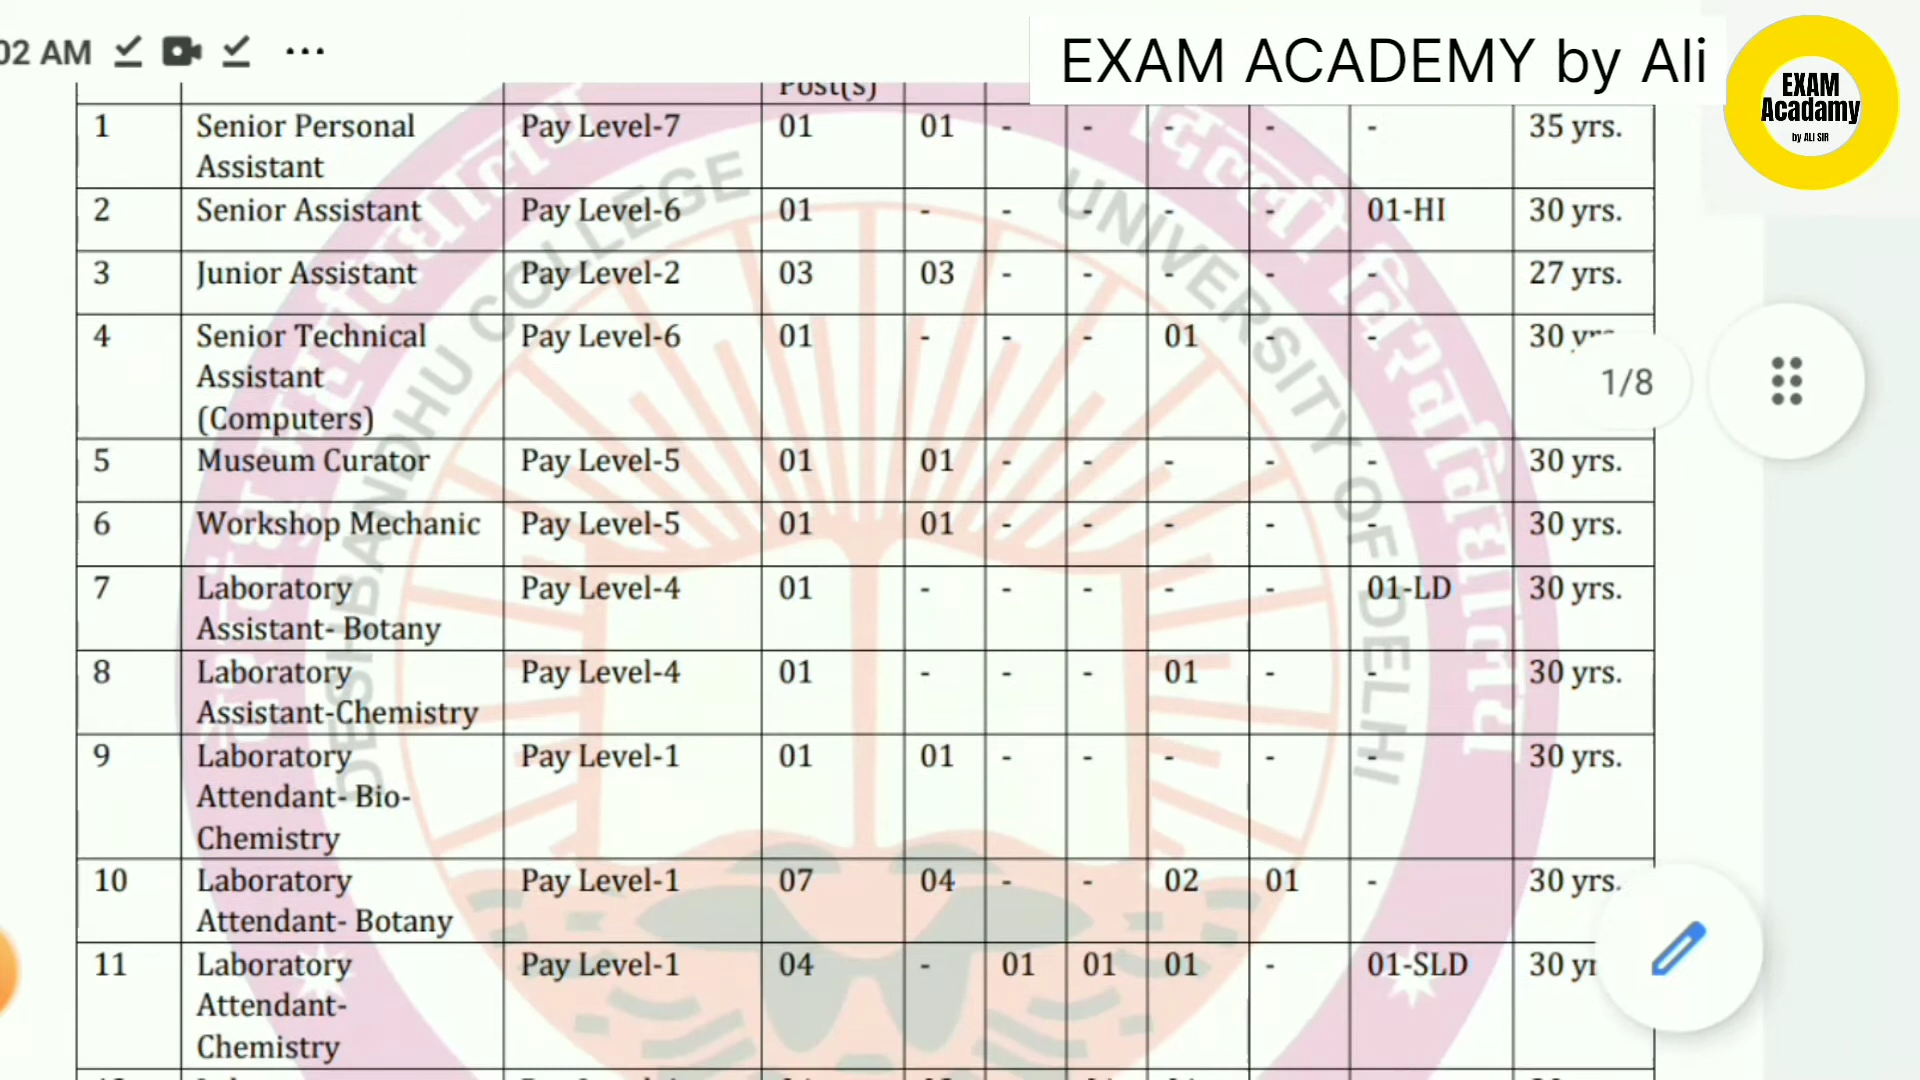 02 AM
EXAM ACADEMY by Ali
EXAM
Acadamy
by ALI SIR
Post(s)
1 Senior Personal Pay Level-7 01 01 - - - - - 35 yrs.
Assistant
2 Senior Assistant Pay Level-6 01 - - - - - 01-HI 30 yrs.
3 Junior Assistant Pay Level-2 03 03 - - - - - 27 yrs.
4 Senior Technical Pay Level-6 01 - - - 01 - - 30
Assistant
(Computers)
1/8
5 Museum Curator Pay Level-5 01 01 - - - - - 30 yrs.
6 Workshop Mechanic Pay Level-5 01 01 - - - - - 30 yrs.
7 Laboratory Pay Level-4 01 - - - - - 01-LD 30 yrs.
Assistant- Botany
8 Laboratory Pay Level-4 01 - - - 01 - - 30 yrs.
Assistant-Chemistry
9 Laboratory Pay Level-1 01 01 - - - - - 30 yrs.
Attendant- Bio-
Chemistry
10 Laboratory Pay Level-1 07 04 - - 02 01 - 30 yrs.
Attendant- Botany
11 Laboratory Pay Level-1 04 - 01 01 01 - 01-SLD 30
Attendant-
Chemistry
DESHBANDHU COLLEGE
UNIVERSITY OF DELHI